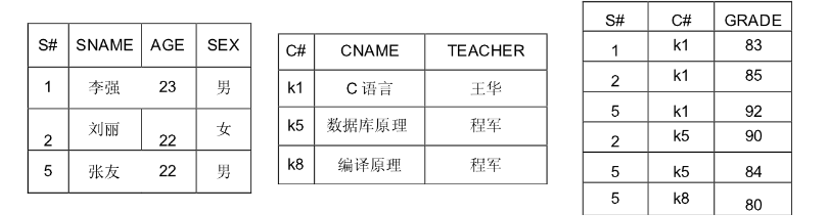 S# SNAME AGE SEX
1 李强 23 男
2 刘丽 22 女
5 张友 22 男
C# CNAME TEACHER
k1 C 语言 王华
k5 数据库原理 程军
k8 编译原理 程军
S# C# GRADE
1 k1 83
2 k1 85
5 k1 92
2 k5 90
5 k5 84
5 k8 80